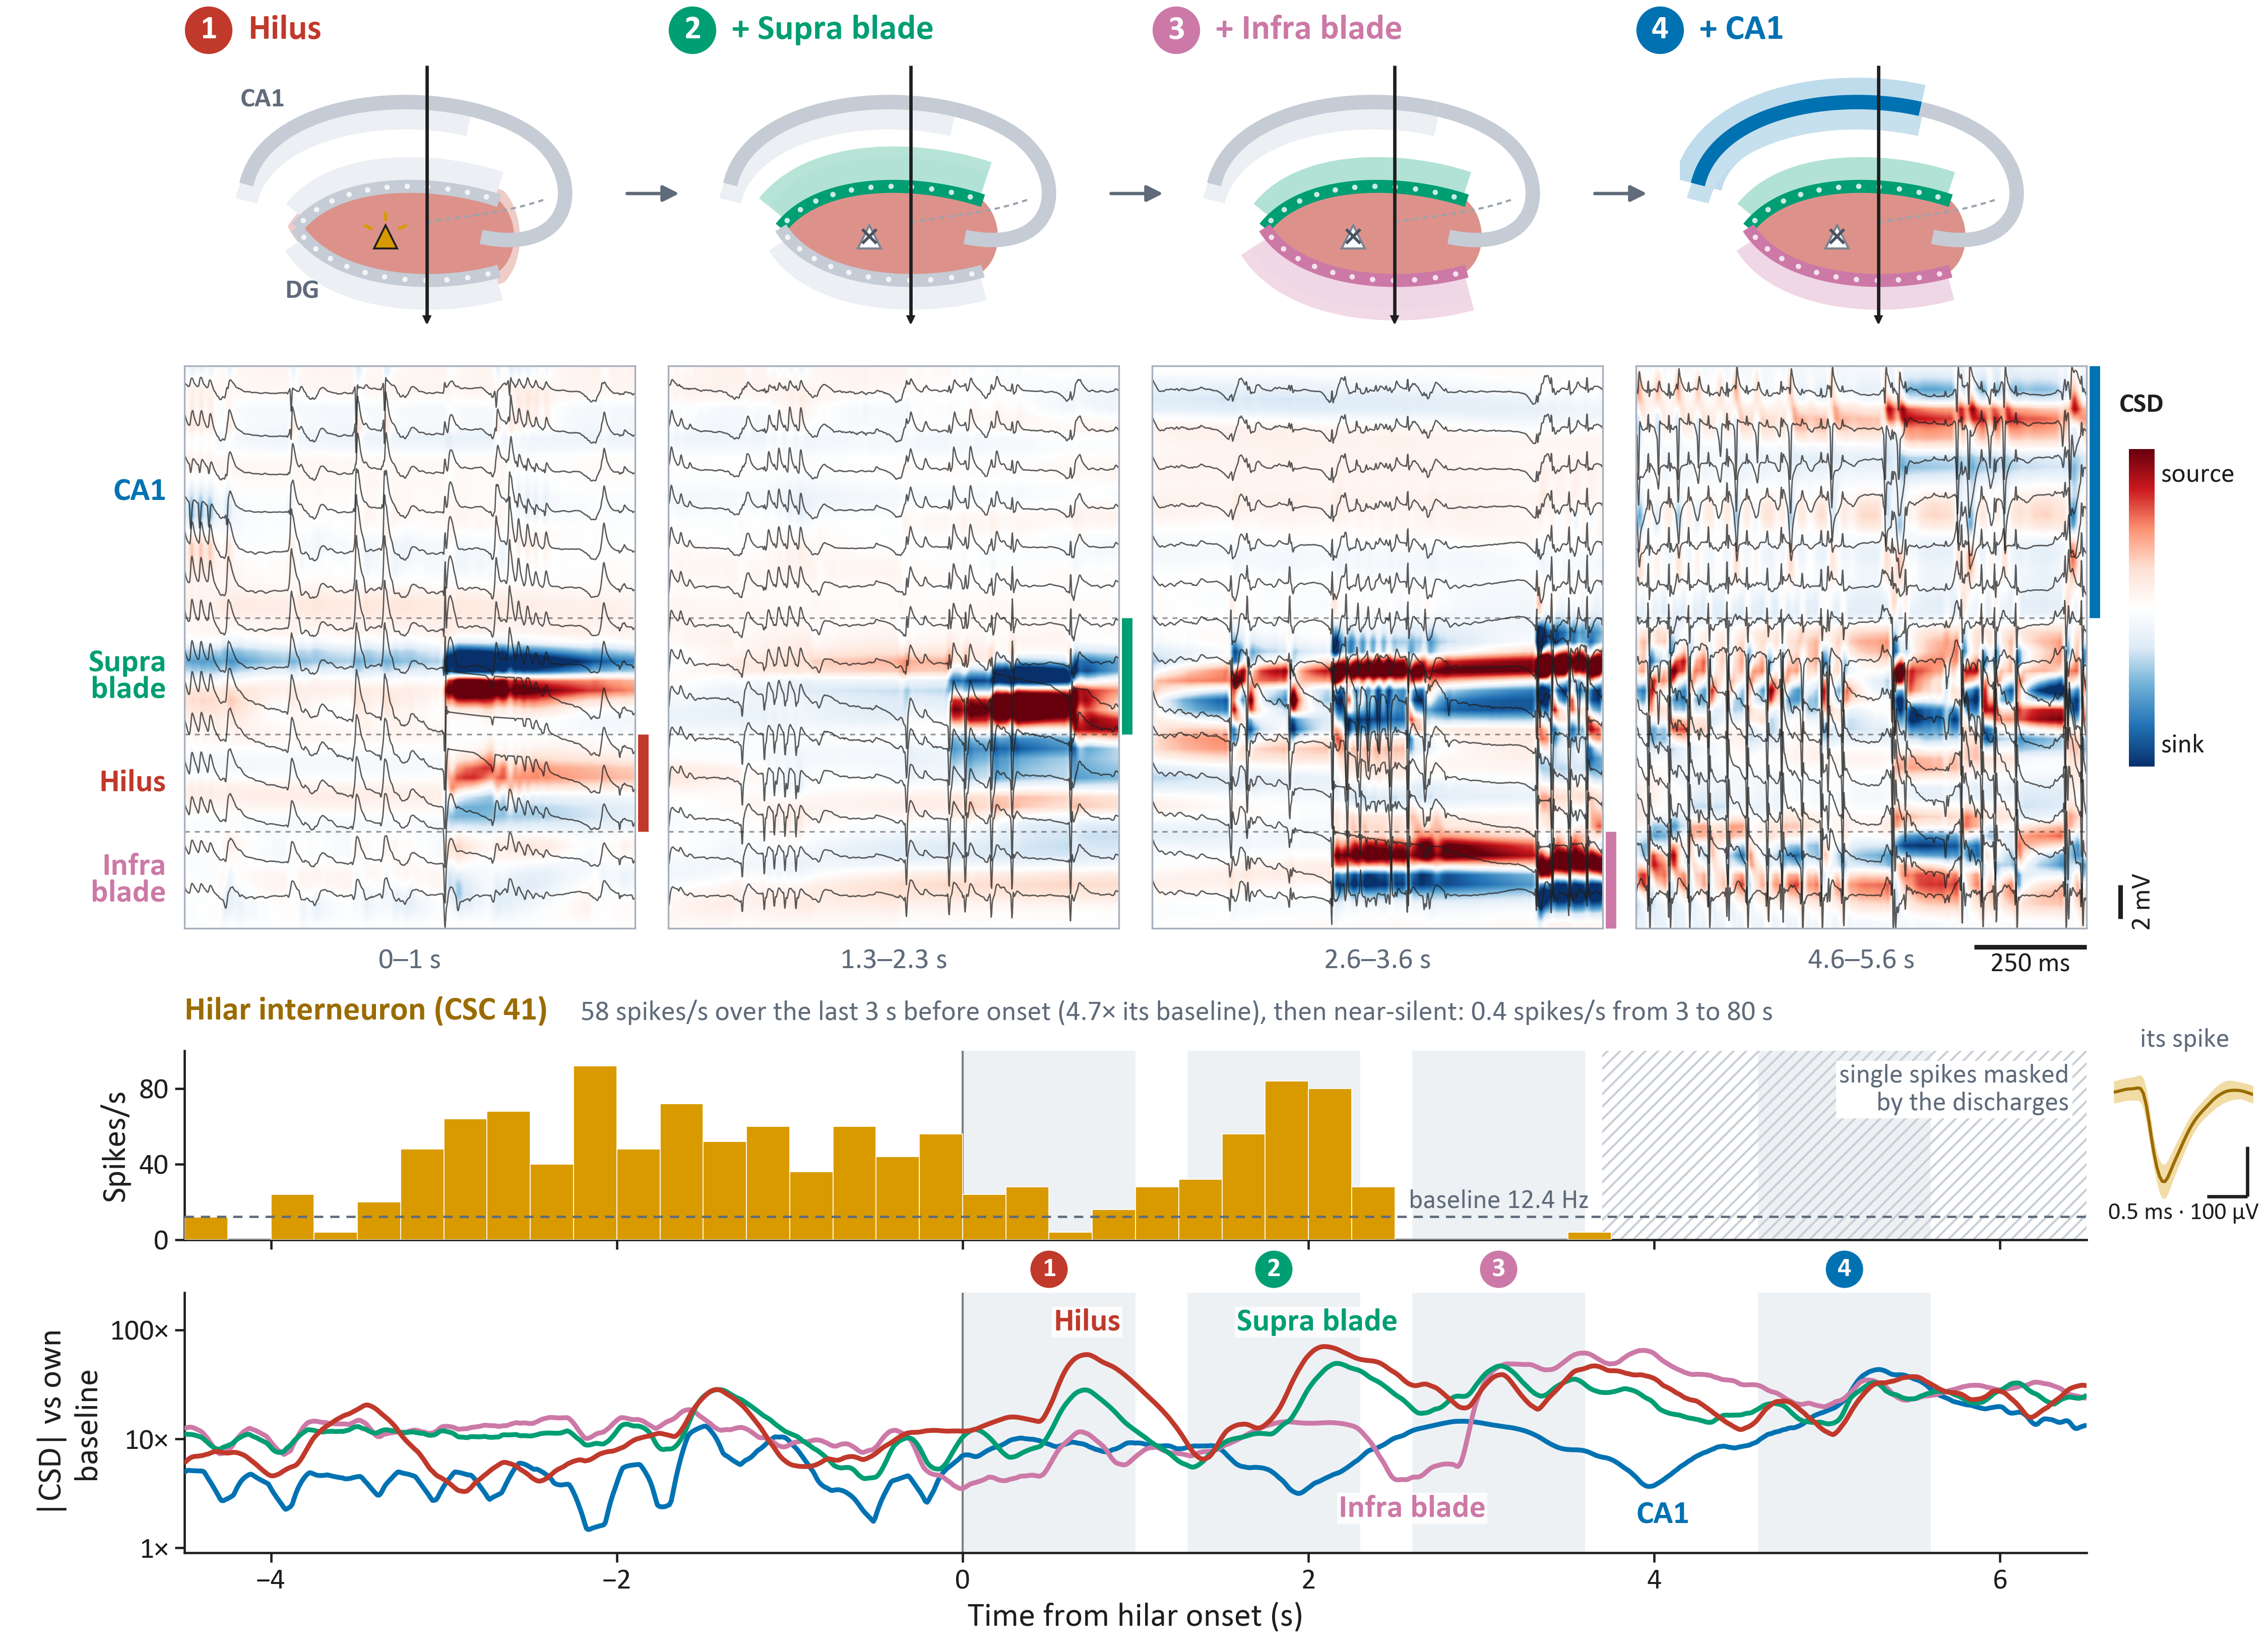 1 Hilus
2 + Supra blade
3 + Infra blade
4 + CA1
CA1
DG
CA1
Supra
blade
Hilus
Infra
blade
CSD
source
sink
2 mV
0–1 s
1.3–2.3 s
2.6–3.6 s
4.6–5.6 s
250 ms
Hilar interneuron (CSC 41)
58 spikes/s over the last 3 s before onset (4.7× its baseline), then near-silent: 0.4 spikes/s from 3 to 80 s
Spikes/s
80
40
0
single spikes masked
by the discharges
baseline 12.4 Hz
its spike
0.5 ms · 100 µV
1
2
3
4
|CSD| vs own
baseline
100×
10×
1×
Hilus
Supra blade
Infra blade
CA1
−4
−2
0
2
4
6
Time from hilar onset (s)